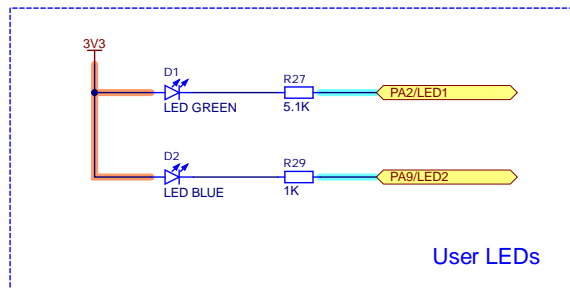 3V3
D1
LED GREEN
R27
5.1K
PA2/LED1
D2
LED BLUE
R29
1K
PA9/LED2
User LEDs